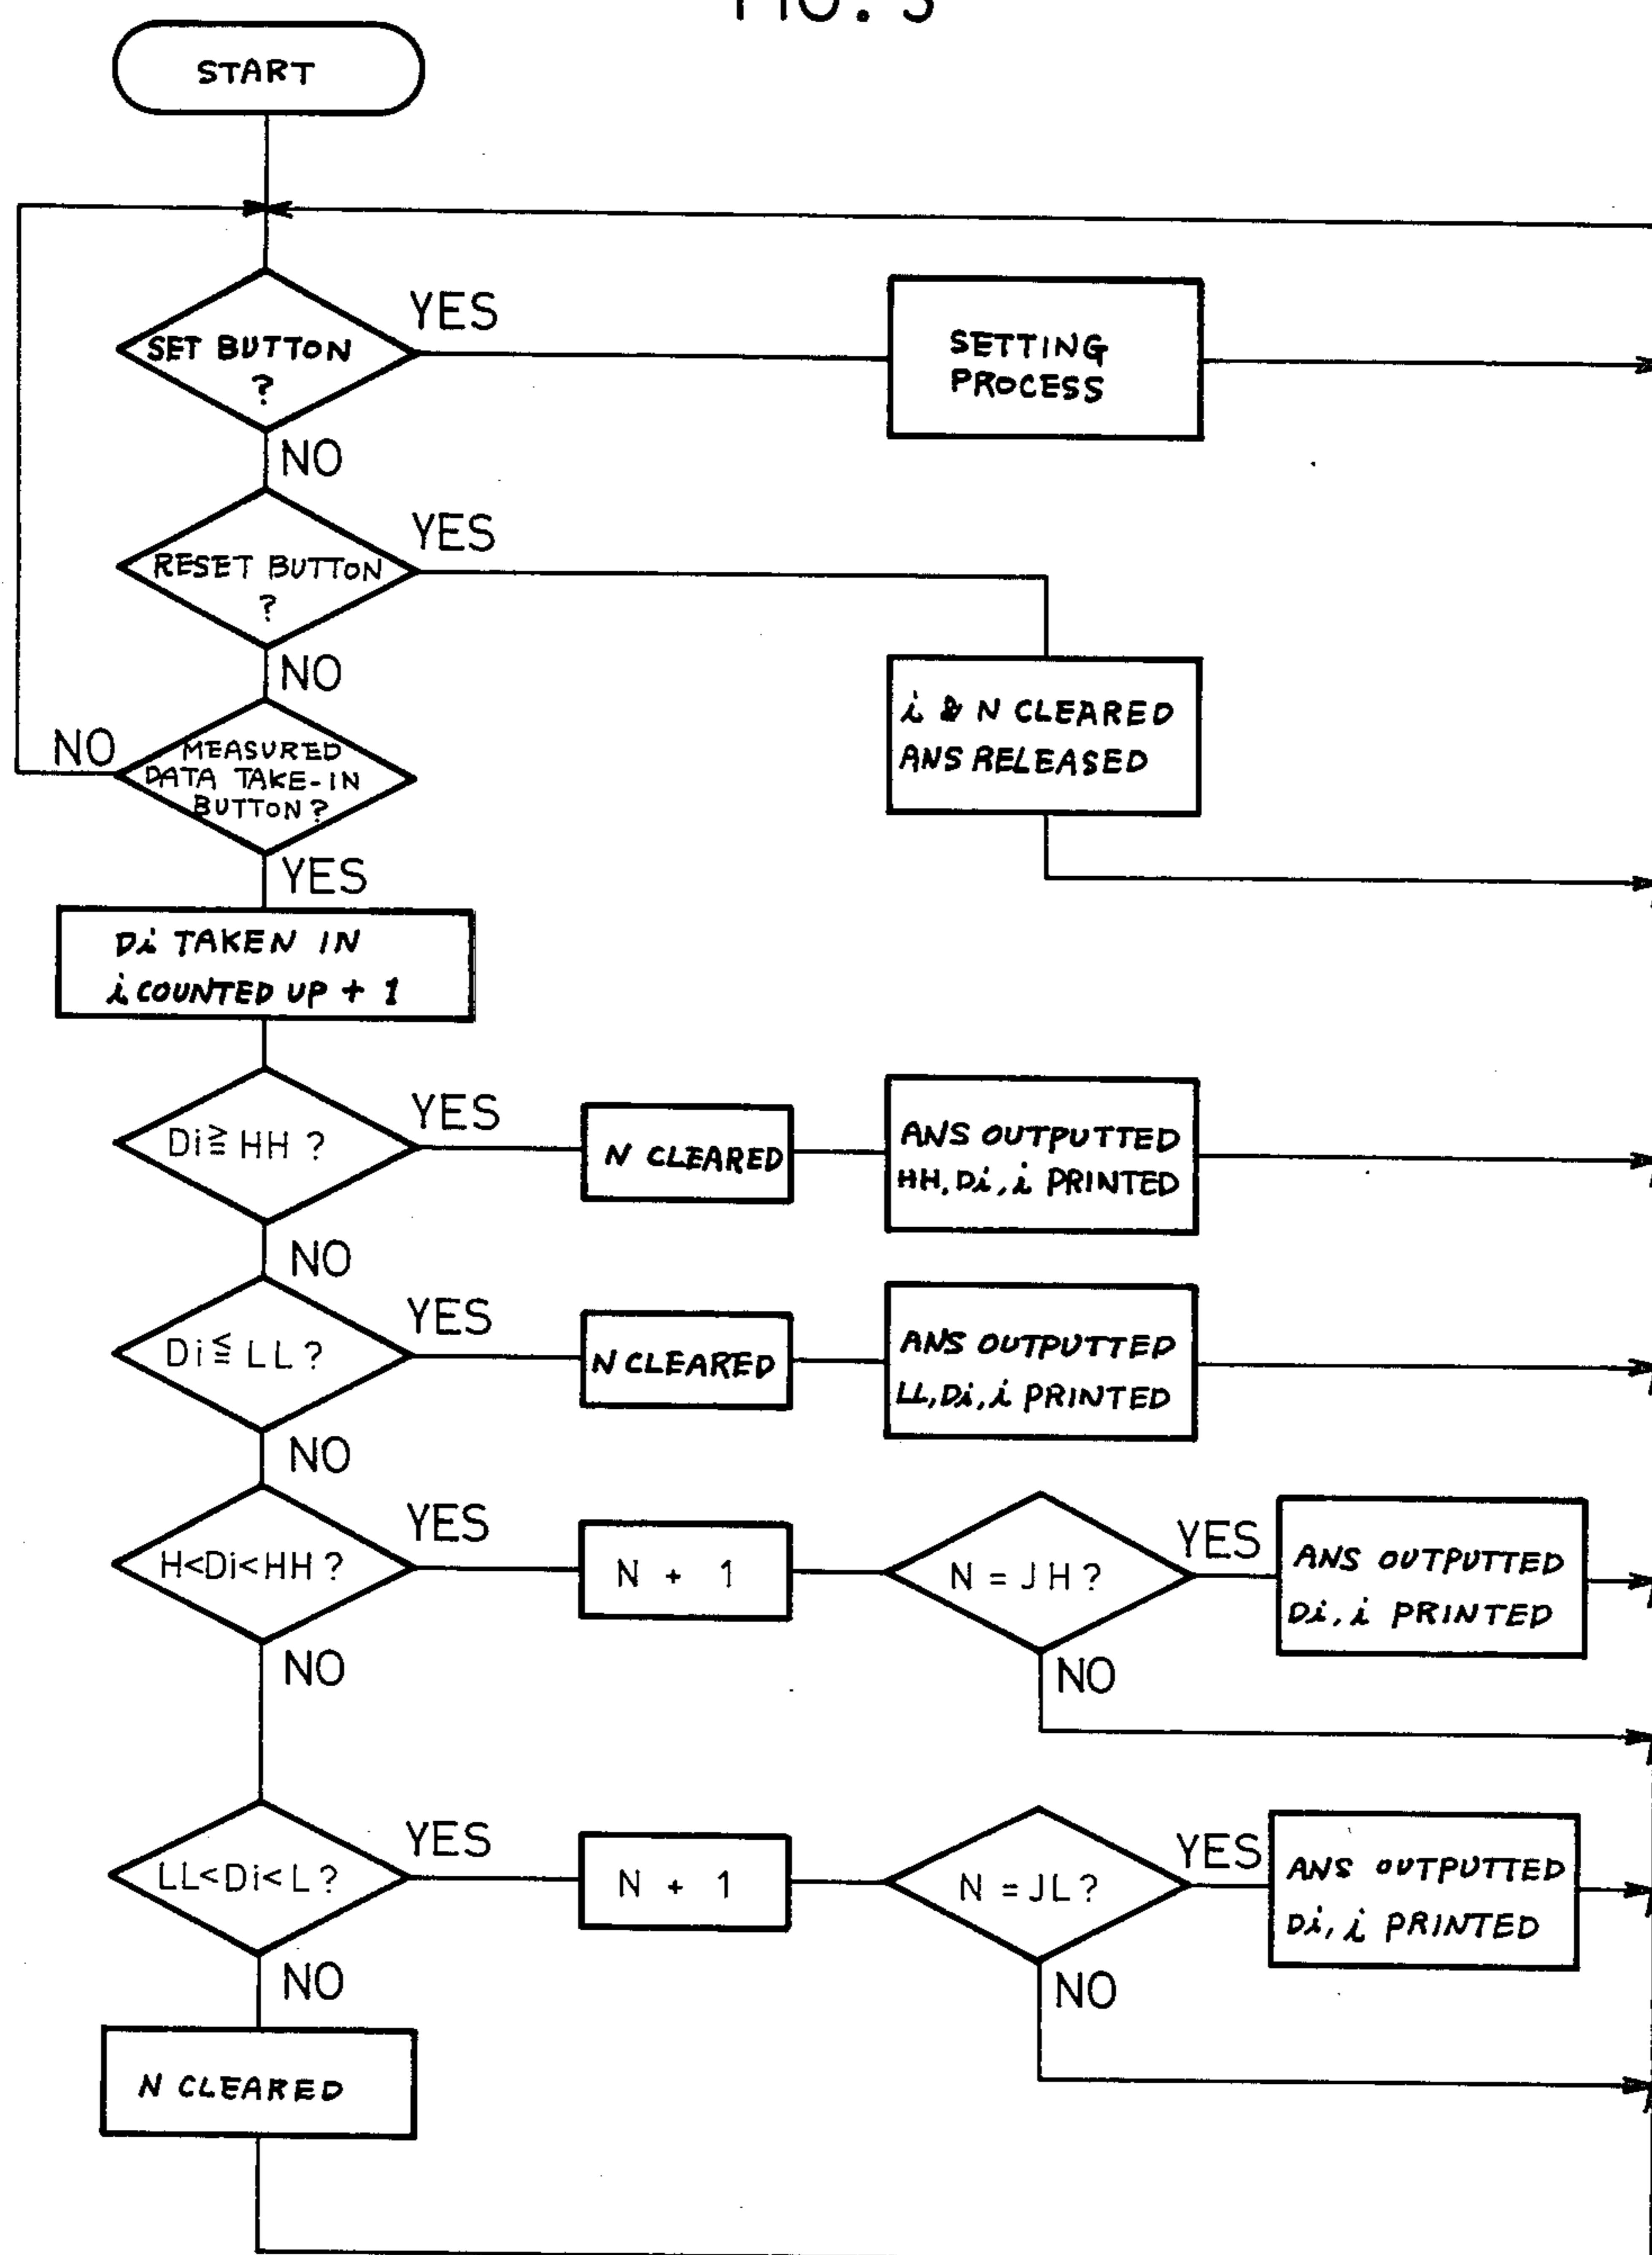 START
YES
SET BUTTON
?
SETTING
PROCESS
NO
YES
RESET BUTTON
?
NO
i & N CLEARED
ANS RELEASED
NO
MEASURED
DATA TAKE-IN
BUTTON?
YES
Di TAKEN IN
i COUNTED UP + 1
Di ≧ HH ?
YES
N CLEARED
ANS OUTPUTTED
HH, Di, i PRINTED
NO
Di ≦ LL ?
YES
N CLEARED
ANS OUTPUTTED
LL, Di, i PRINTED
NO
H<Di<HH ?
YES
N + 1
N = JH ?
YES
ANS OUTPUTTED
Di, i PRINTED
NO
NO
LL<Di<L ?
YES
N + 1
N = JL ?
YES
ANS OUTPUTTED
Di, i PRINTED
NO
NO
N CLEARED